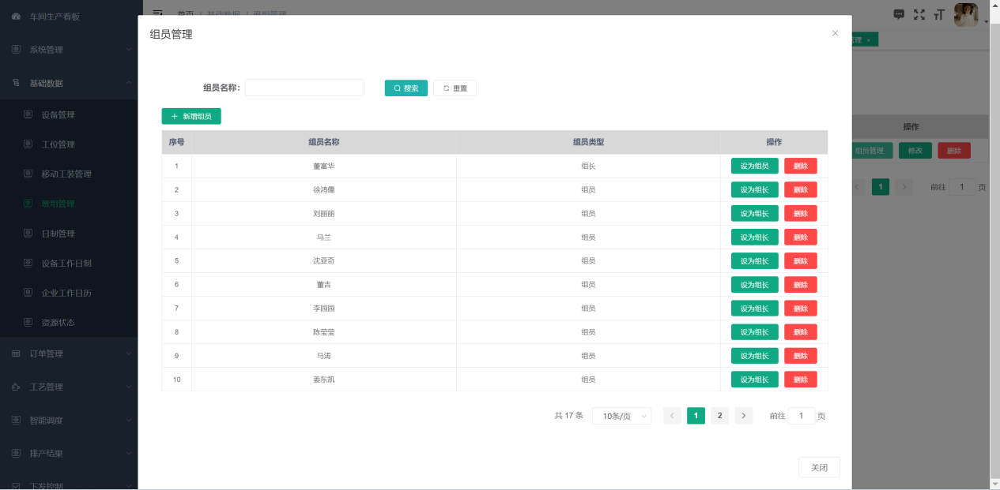 车间生产看板
系统管理
基础数据
设备管理
工位管理
移动工装管理
班组管理
日制管理
设备工作日制
企业工作日历
资源状态
订单管理
工艺管理
智能调度
排产结果
下发控制
首页 / 基础数据 / 班组管理
组员管理
组员名称:
搜索 重置
新增组员
序号 组员名称 组员类型 操作
1 董富华 组长 设为组员 删除
2 徐鸿儒 组员 设为组长 删除
3 刘丽丽 组员 设为组长 删除
4 马兰 组员 设为组长 删除
5 沈亚奇 组员 设为组长 删除
6 董吉 组员 设为组长 删除
7 李园园 组员 设为组长 删除
8 陈莹莹 组员 设为组长 删除
9 马涛 组员 设为组长 删除
10 姜东凯 组员 设为组长 删除
共 17 条 10条/页 1 2 前往 1 页
关闭
管理 ×
操作
组员管理 修改 删除
1 前往 1 页